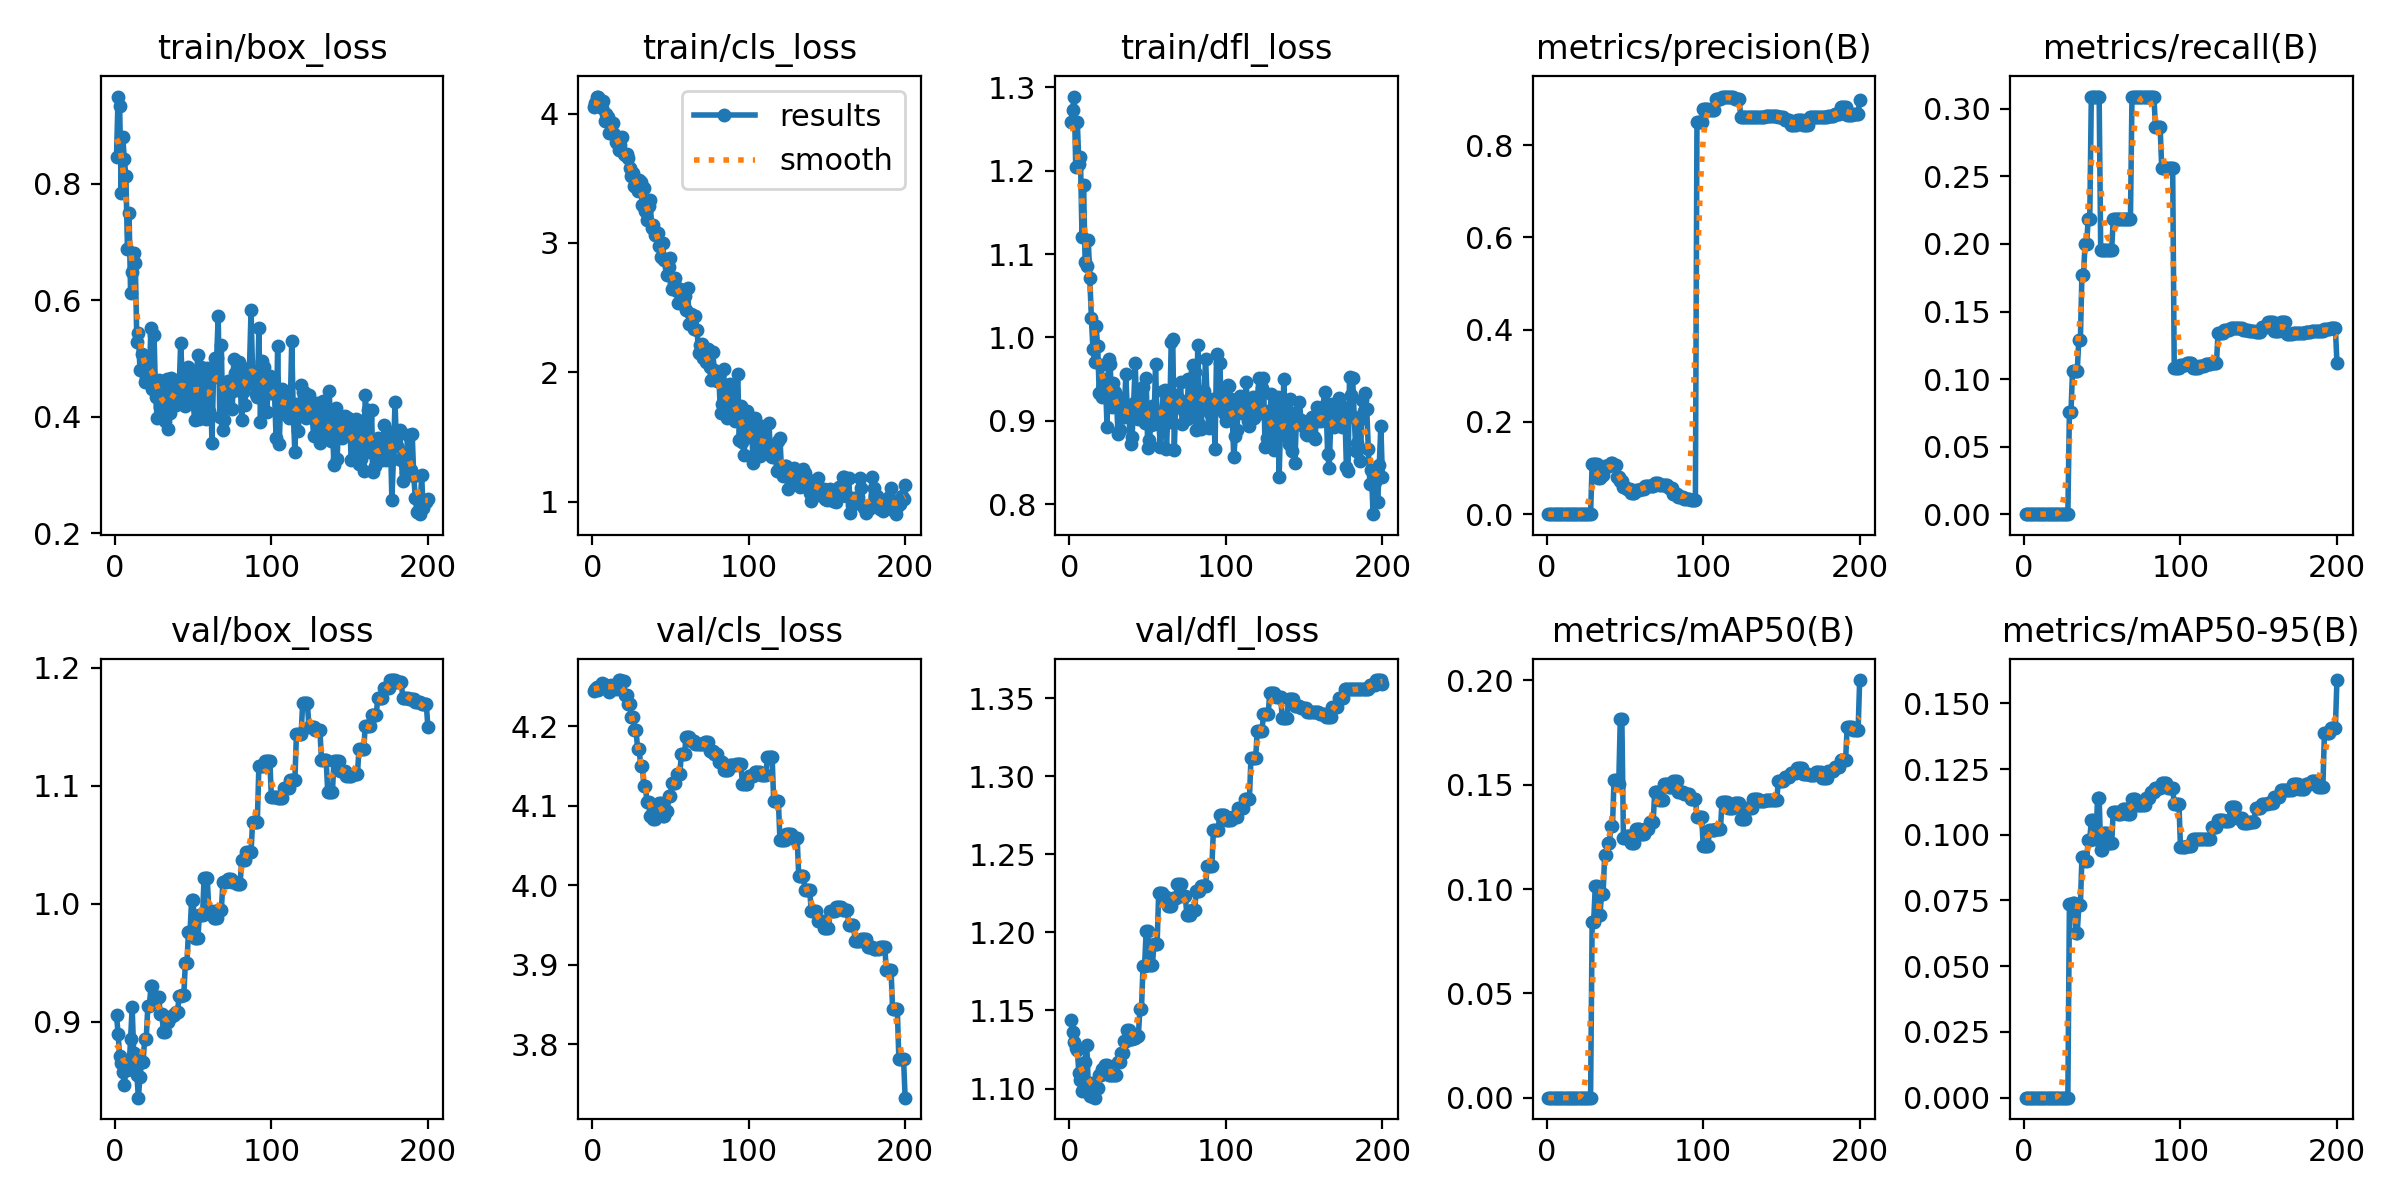 train/box_loss
0.8
0.6
0.4
0.2
0 100 200
train/cls_loss
results
smooth
4
3
2
1
0 100 200
train/dfl_loss
1.3
1.2
1.1
1.0
0.9
0.8
0 100 200
metrics/precision(B)
0.8
0.6
0.4
0.2
0.0
0 100 200
metrics/recall(B)
0.30
0.25
0.20
0.15
0.10
0.05
0.00
0 100 200
val/box_loss
1.2
1.1
1.0
0.9
0 100 200
val/cls_loss
4.2
4.1
4.0
3.9
3.8
0 100 200
val/dfl_loss
1.35
1.30
1.25
1.20
1.15
1.10
0 100 200
metrics/mAP50(B)
0.20
0.15
0.10
0.05
0.00
0 100 200
metrics/mAP50-95(B)
0.150
0.125
0.100
0.075
0.050
0.025
0.000
0 100 200